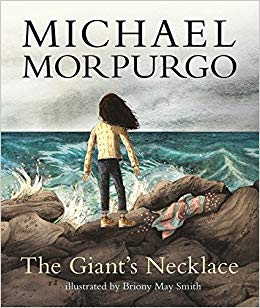 MICHAEL
MORPURGO
The Giant's Necklace
illustrated by Briony May Smith